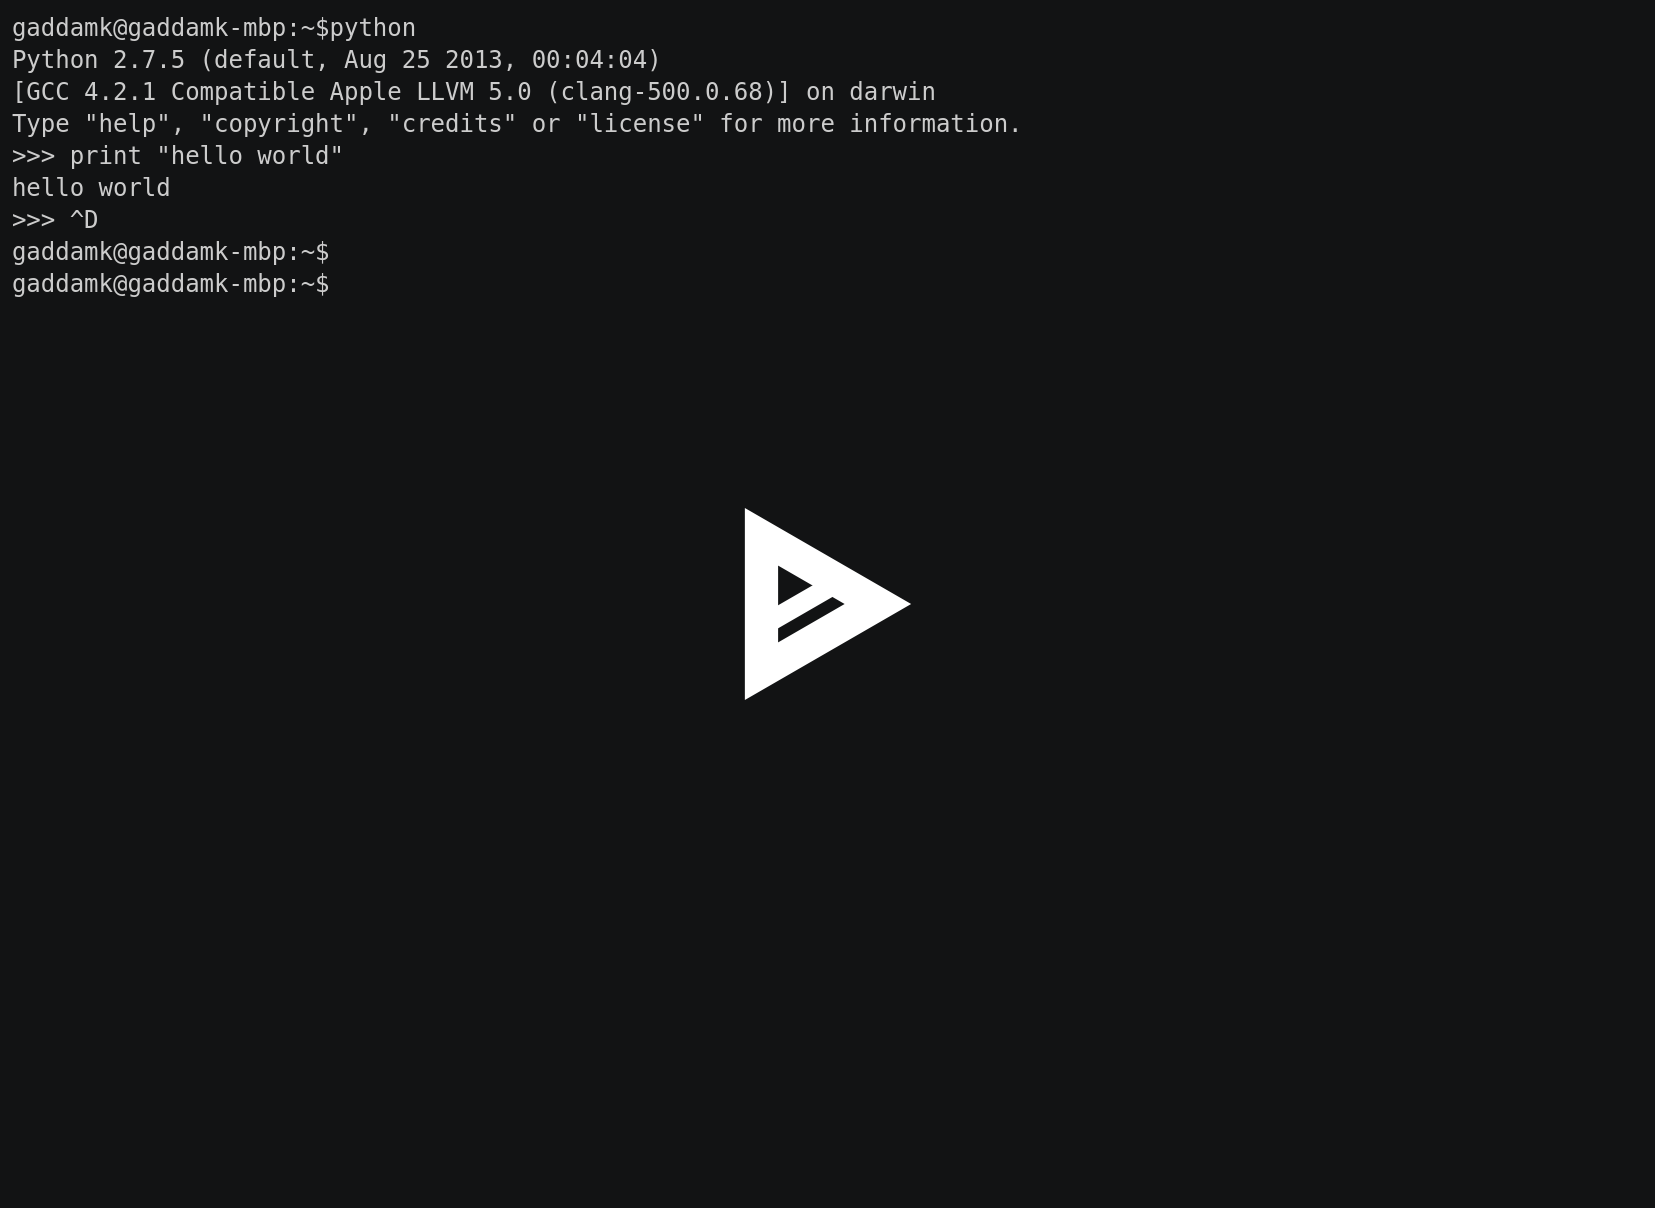 gaddamk@gaddamk-mbp:~$python
Python 2.7.5 (default, Aug 25 2013, 00:04:04)
[GCC 4.2.1 Compatible Apple LLVM 5.0 (clang-500.0.68)] on darwin
Type "help", "copyright", "credits" or "license" for more information.
>>> print "hello world"
hello world
>>> ^D
gaddamk@gaddamk-mbp:~$
gaddamk@gaddamk-mbp:~$